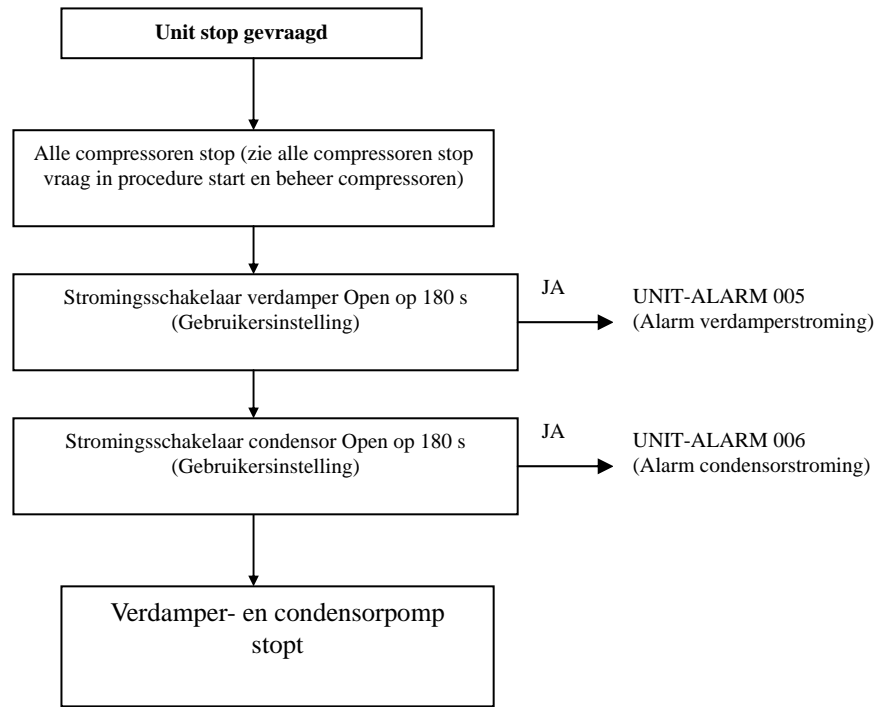 Unit stop gevraagd
Alle compressoren stop (zie alle compressoren stop
vraag in procedure start en beheer compressoren)
Stromingsschakelaar verdamper Open op 180 s
(Gebruikersinstelling)
JA
UNIT-ALARM 005
(Alarm verdamperstroming)
Stromingsschakelaar condensor Open op 180 s
(Gebruikersinstelling)
JA
UNIT-ALARM 006
(Alarm condensorstroming)
Verdamper- en condensorpomp
stopt